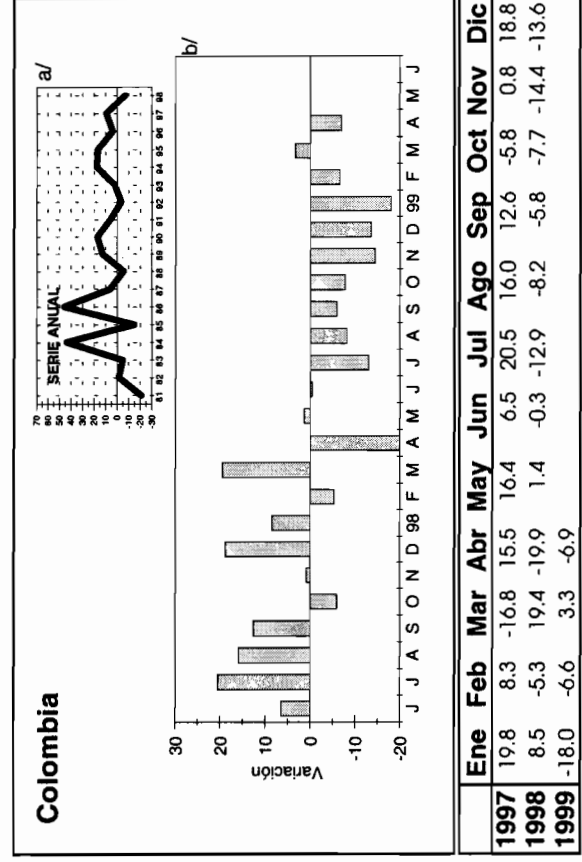 Colombia
a/
SERIE ANUAL
70
60
50
40
30
20
10
0
-10
-20
-30
81 82 83 84 85 86 87 88 89 90 91 92 93 94 95 96 97 98
b/
Variación
30
20
10
0
-10
-20
J J A S O N D 98 F M A M J J A S O N D 99 F M A M J
Ene Feb Mar Abr May Jun Jul Ago Sep Oct Nov Dic
1997 19.8 8.3 -16.8 15.5 16.4 6.5 20.5 16.0 12.6 -5.8 0.8 18.8
1998 8.5 -5.3 19.4 -19.9 1.4 -0.3 -12.9 -8.2 -5.8 -7.7 -14.4 -13.6
1999 -18.0 -6.6 3.3 -6.9